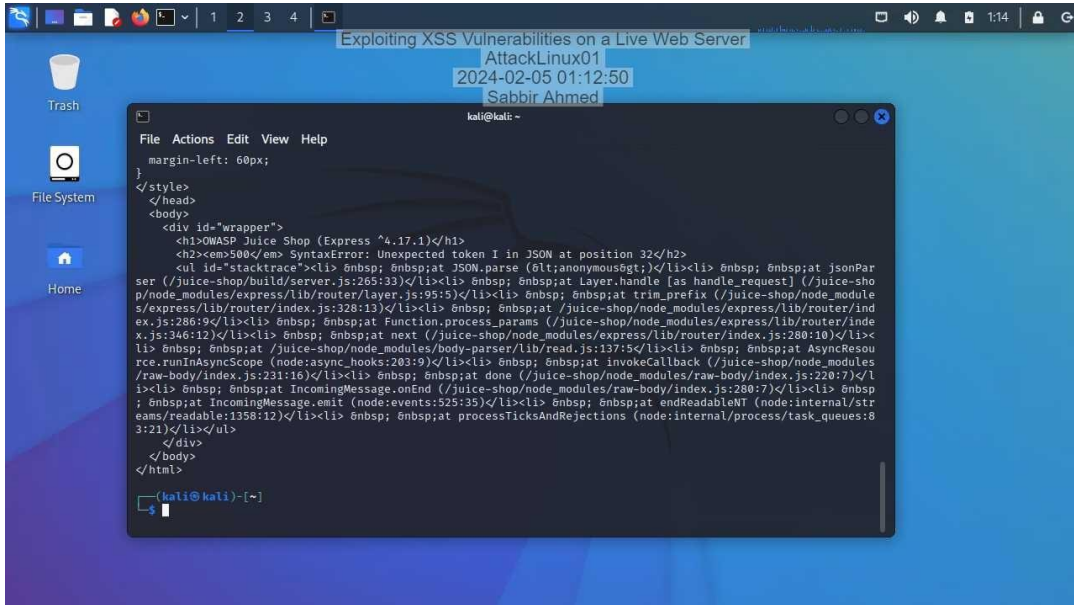 1 2 3 4
1:14
Exploiting XSS Vulnerabilities on a Live Web Server
AttackLinux01
2024-02-05 01:12:50
Sabbir Ahmed
Trash
File System
Home
kali@kali: ~
File Actions Edit View Help
margin-left: 60px;
}
</style>
</head>
<body>
<div id="wrapper">
<h1>OWASP Juice Shop (Express ^4.17.1)</h1>
<h2><em>500</em> SyntaxError: Unexpected token I in JSON at position 32</h2>
<ul id="stacktrace"><li> &nbsp; &nbsp;at JSON.parse (&lt;anonymous&gt;)</li><li> &nbsp; &nbsp;at jsonPar
ser (/juice-shop/build/server.js:265:33)</li><li> &nbsp; &nbsp;at Layer.handle [as handle_request] (/juice-sho
p/node_modules/express/lib/router/layer.js:95:5)</li><li> &nbsp; &nbsp;at trim_prefix (/juice-shop/node_module
s/express/lib/router/index.js:328:13)</li><li> &nbsp; &nbsp;at /juice-shop/node_modules/express/lib/router/ind
ex.js:286:9</li><li> &nbsp; &nbsp;at Function.process_params (/juice-shop/node_modules/express/lib/router/inde
x.js:346:12)</li><li> &nbsp; &nbsp;at next (/juice-shop/node_modules/express/lib/router/index.js:280:10)</li><
li> &nbsp; &nbsp;at /juice-shop/node_modules/body-parser/lib/read.js:137:5</li><li> &nbsp; &nbsp;at AsyncResou
rce.runInAsyncScope (node:async_hooks:203:9)</li><li> &nbsp; &nbsp;at invokeCallback (/juice-shop/node_modules
/raw-body/index.js:231:16)</li><li> &nbsp; &nbsp;at done (/juice-shop/node_modules/raw-body/index.js:220:7)</l
i><li> &nbsp; &nbsp;at IncomingMessage.onEnd (/juice-shop/node_modules/raw-body/index.js:280:7)</li><li> &nbsp
; &nbsp;at IncomingMessage.emit (node:events:525:35)</li><li> &nbsp; &nbsp;at endReadableNT (node:internal/str
eams/readable:1358:12)</li><li> &nbsp; &nbsp;at processTicksAndRejections (node:internal/process/task_queues:8
3:21)</li></ul>
</div>
</body>
</html>
(kali㉿kali)-[~]
$